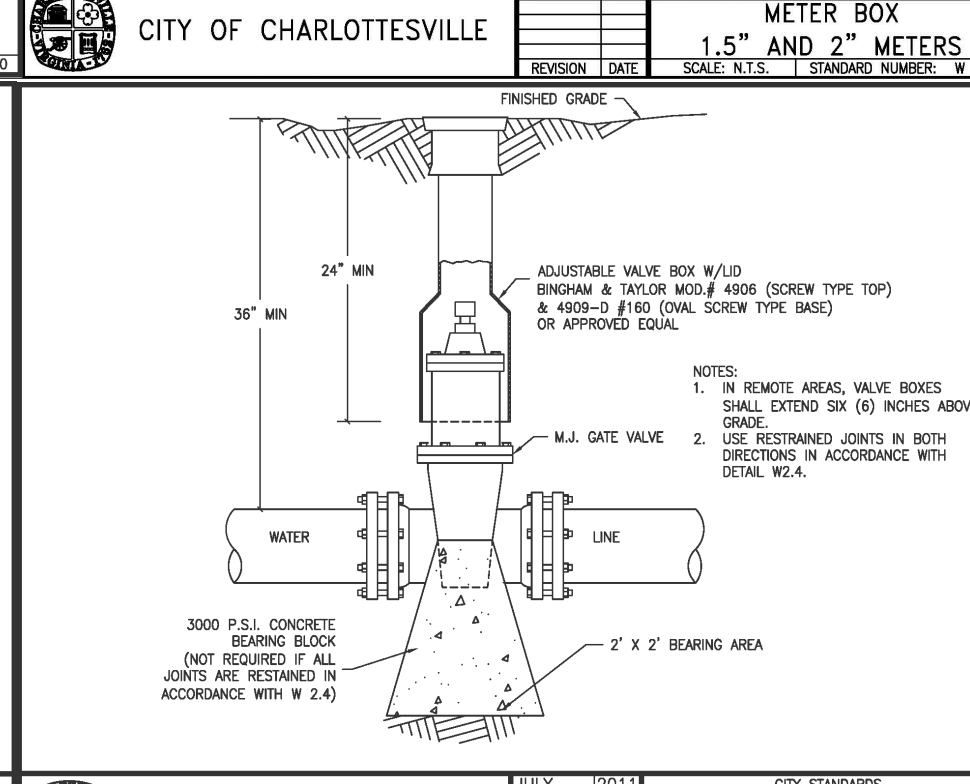 CITY OF CHARLOTTESVILLE
REVISION DATE
METER BOX
1.5" AND 2" METERS
SCALE: N.T.S. STANDARD NUMBER: W
0
FINISHED GRADE
24" MIN
36" MIN
ADJUSTABLE VALVE BOX W/LID
BINGHAM & TAYLOR MOD.# 4906 (SCREW TYPE TOP)
& 4909-D #160 (OVAL SCREW TYPE BASE)
OR APPROVED EQUAL
NOTES:
1. IN REMOTE AREAS, VALVE BOXES
SHALL EXTEND SIX (6) INCHES ABOV
GRADE.
2. USE RESTRAINED JOINTS IN BOTH
DIRECTIONS IN ACCORDANCE WITH
DETAIL W2.4.
M.J. GATE VALVE
WATER
LINE
3000 P.S.I. CONCRETE
BEARING BLOCK
(NOT REQUIRED IF ALL
JOINTS ARE RESTAINED IN
ACCORDANCE WITH W 2.4)
2' X 2' BEARING AREA
JULY 2011
CITY STANDARDS